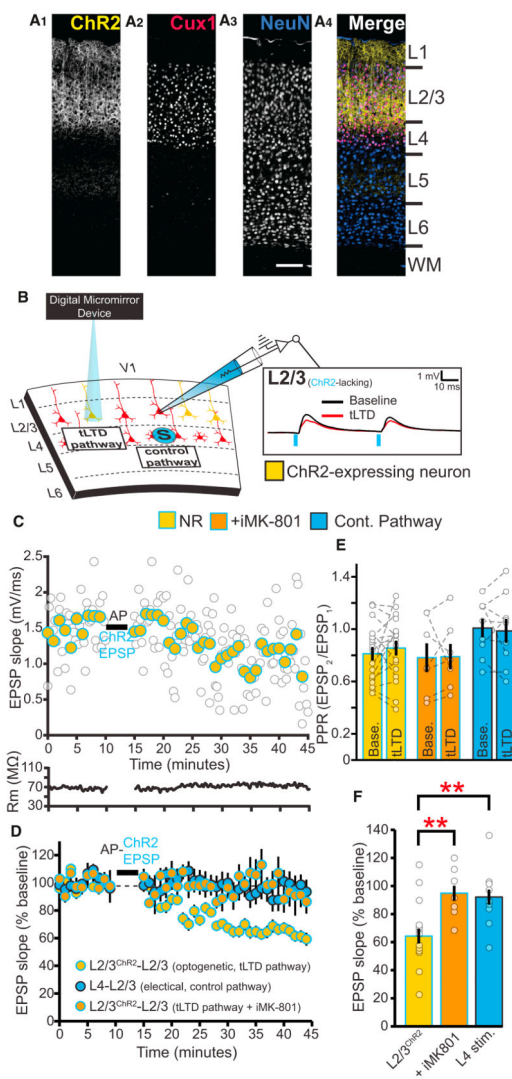 A1 ChR2 A2 Cux1 A3 NeuN A4 Merge
L1
L2/3
L4
L5
L6
WM
B
Digital Micromirror
Device
V1
L1
L2/3
L4
L5
L6
tLTD
pathway
S
control
pathway
L2/3 (ChR2-lacking)
1 mV
10 ms
Baseline
tLTD
ChR2-expressing neuron
NR +iMK-801 Cont. Pathway
C
EPSP slope (mV/ms)
2.5
2.0
1.5
1.0
0.5
0
AP
ChR2
EPSP
0 5 10 15 20 25 30 35 40 45
Time (minutes)
Rm (MΩ)
110
70
30
D
EPSP slope (% baseline)
120
100
80
60
40
20
0
AP-ChR2
EPSP
L2/3ChR2-L2/3 (optogenetic, tLTD pathway)
L4-L2/3 (electical, control pathway)
L2/3ChR2-L2/3 (tLTD pathway + iMK-801)
0 5 10 15 20 25 30 35 40 45
Time (minutes)
E
PPR (EPSP2/EPSP1)
1.4
1.0
0.6
0.2
0
Base. tLTD Base. tLTD Base. tLTD
F
EPSP slope (% baseline)
140
120
100
80
60
40
20
0
**
**
L2/3ChR2
+ iMK801
L4 stim.